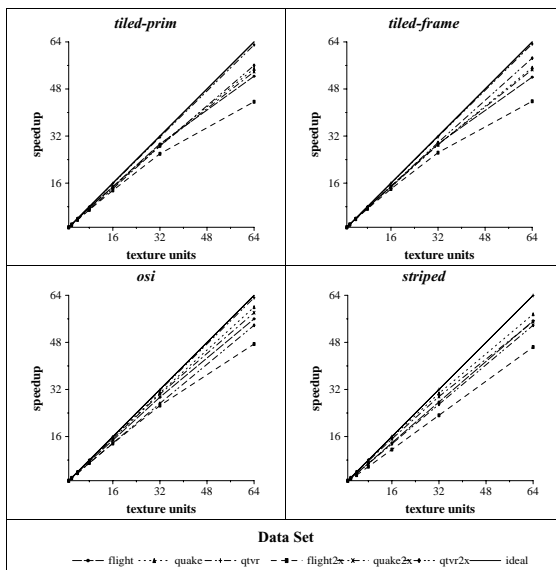 tiled-prim
64
48
32
16
speedup
16
32
48
64
texture units
tiled-frame
64
48
32
16
speedup
16
32
48
64
texture units
osi
64
48
32
16
speedup
16
32
48
64
texture units
striped
64
48
32
16
speedup
16
32
48
64
texture units
Data Set
flight quake qtvr flight2x quake2x qtvr2x ideal